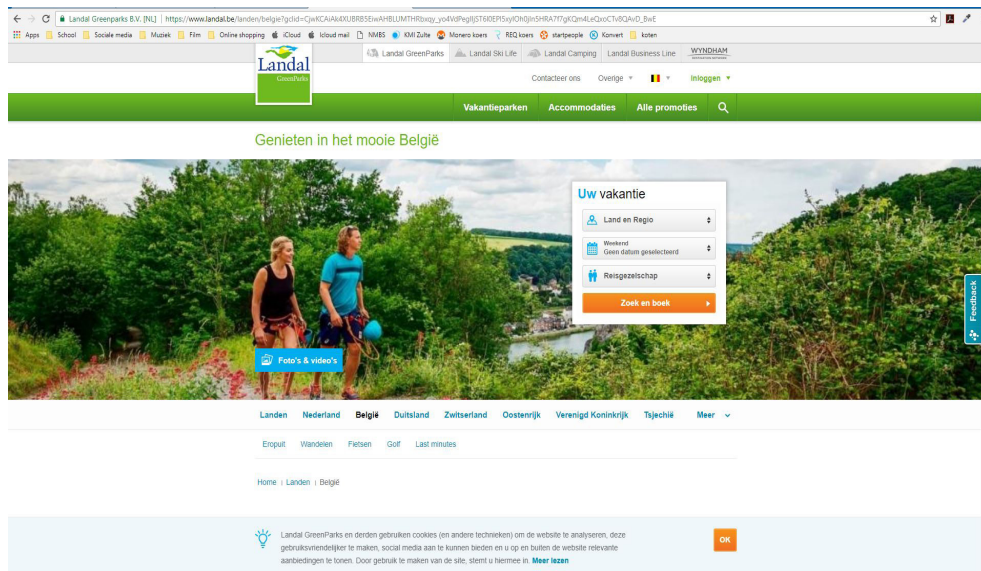 Landal Greenparks B.V. [NL] | https://www.landal.be/landen/belgie?gclid=
Apps School Sociale media Muziek Film Online shopping iCloud Icloud mail NMBS KMI Zulte Monero koers REQ koers startpeople Konvert koten
Landal GreenParks Landal Ski Life Landal Camping Landal Business Line WYNDHAM
Landal
GreenParks
Contacteer ons Overige Inloggen
Vakantieparken Accommodaties Alle promoties
Genieten in het mooie België
Uw vakantie
Land en Regio
Weekend
Geen datum geselecteerd
Reisgezelschap
Zoek en boek
Feedback
Foto's & video's
Landen Nederland België Duitsland Zwitserland Oostenrijk Verenigd Koninkrijk Tsjechië Meer
Eropuit Wandelen Fietsen Golf Last minutes
Home | Landen | België
Landal GreenParks en derden gebruiken cookies (en andere technieken) om de website te analyseren, deze
gebruiksvriendelijker te maken, social media aan te kunnen bieden en u op en buiten de website relevante
aanbiedingen te tonen. Door gebruik te maken van de site, stemt u hiermee in. Meer lezen
OK